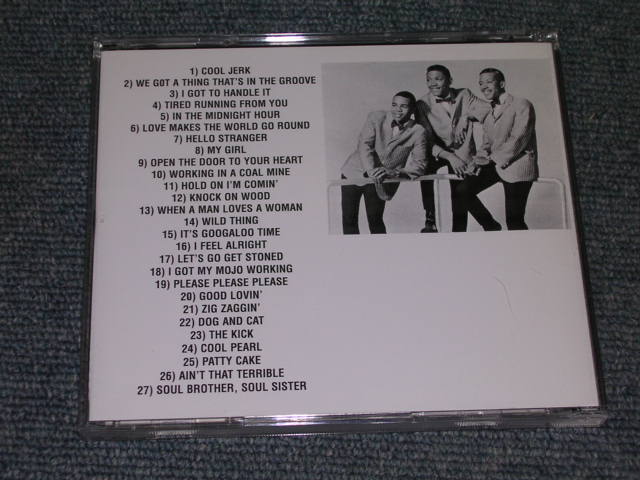 1) COOL JERK
2) WE GOT A THING THAT'S IN THE GROOVE
3) I GOT TO HANDLE IT
4) TIRED RUNNING FROM YOU
5) IN THE MIDNIGHT HOUR
6) LOVE MAKES THE WORLD GO ROUND
7) HELLO STRANGER
8) MY GIRL
9) OPEN THE DOOR TO YOUR HEART
10) WORKING IN A COAL MINE
11) HOLD ON I'M COMIN'
12) KNOCK ON WOOD
13) WHEN A MAN LOVES A WOMAN
14) WILD THING
15) IT'S GOOGALOO TIME
16) I FEEL ALRIGHT
17) LET'S GO GET STONED
18) I GOT MY MOJO WORKING
19) PLEASE PLEASE PLEASE
20) GOOD LOVIN'
21) ZIG ZAGGIN'
22) DOG AND CAT
23) THE KICK
24) COOL PEARL
25) PATTY CAKE
26) AIN'T THAT TERRIBLE
27) SOUL BROTHER, SOUL SISTER